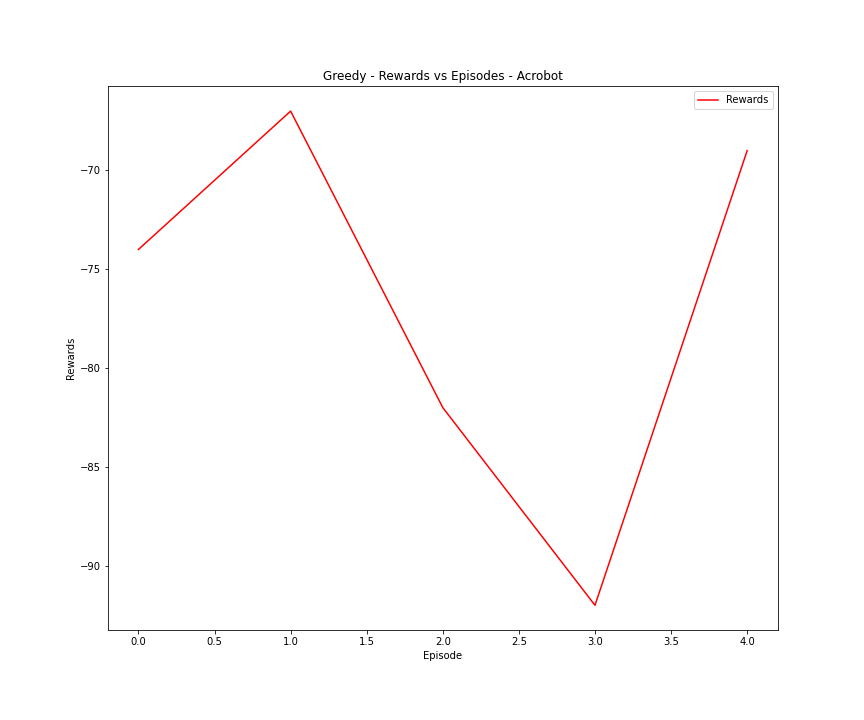 Greedy - Rewards vs Episodes - Acrobot
Rewards
−70
−75
−80
−85
−90
Rewards
0.0 0.5 1.0 1.5 2.0 2.5 3.0 3.5 4.0
Episode